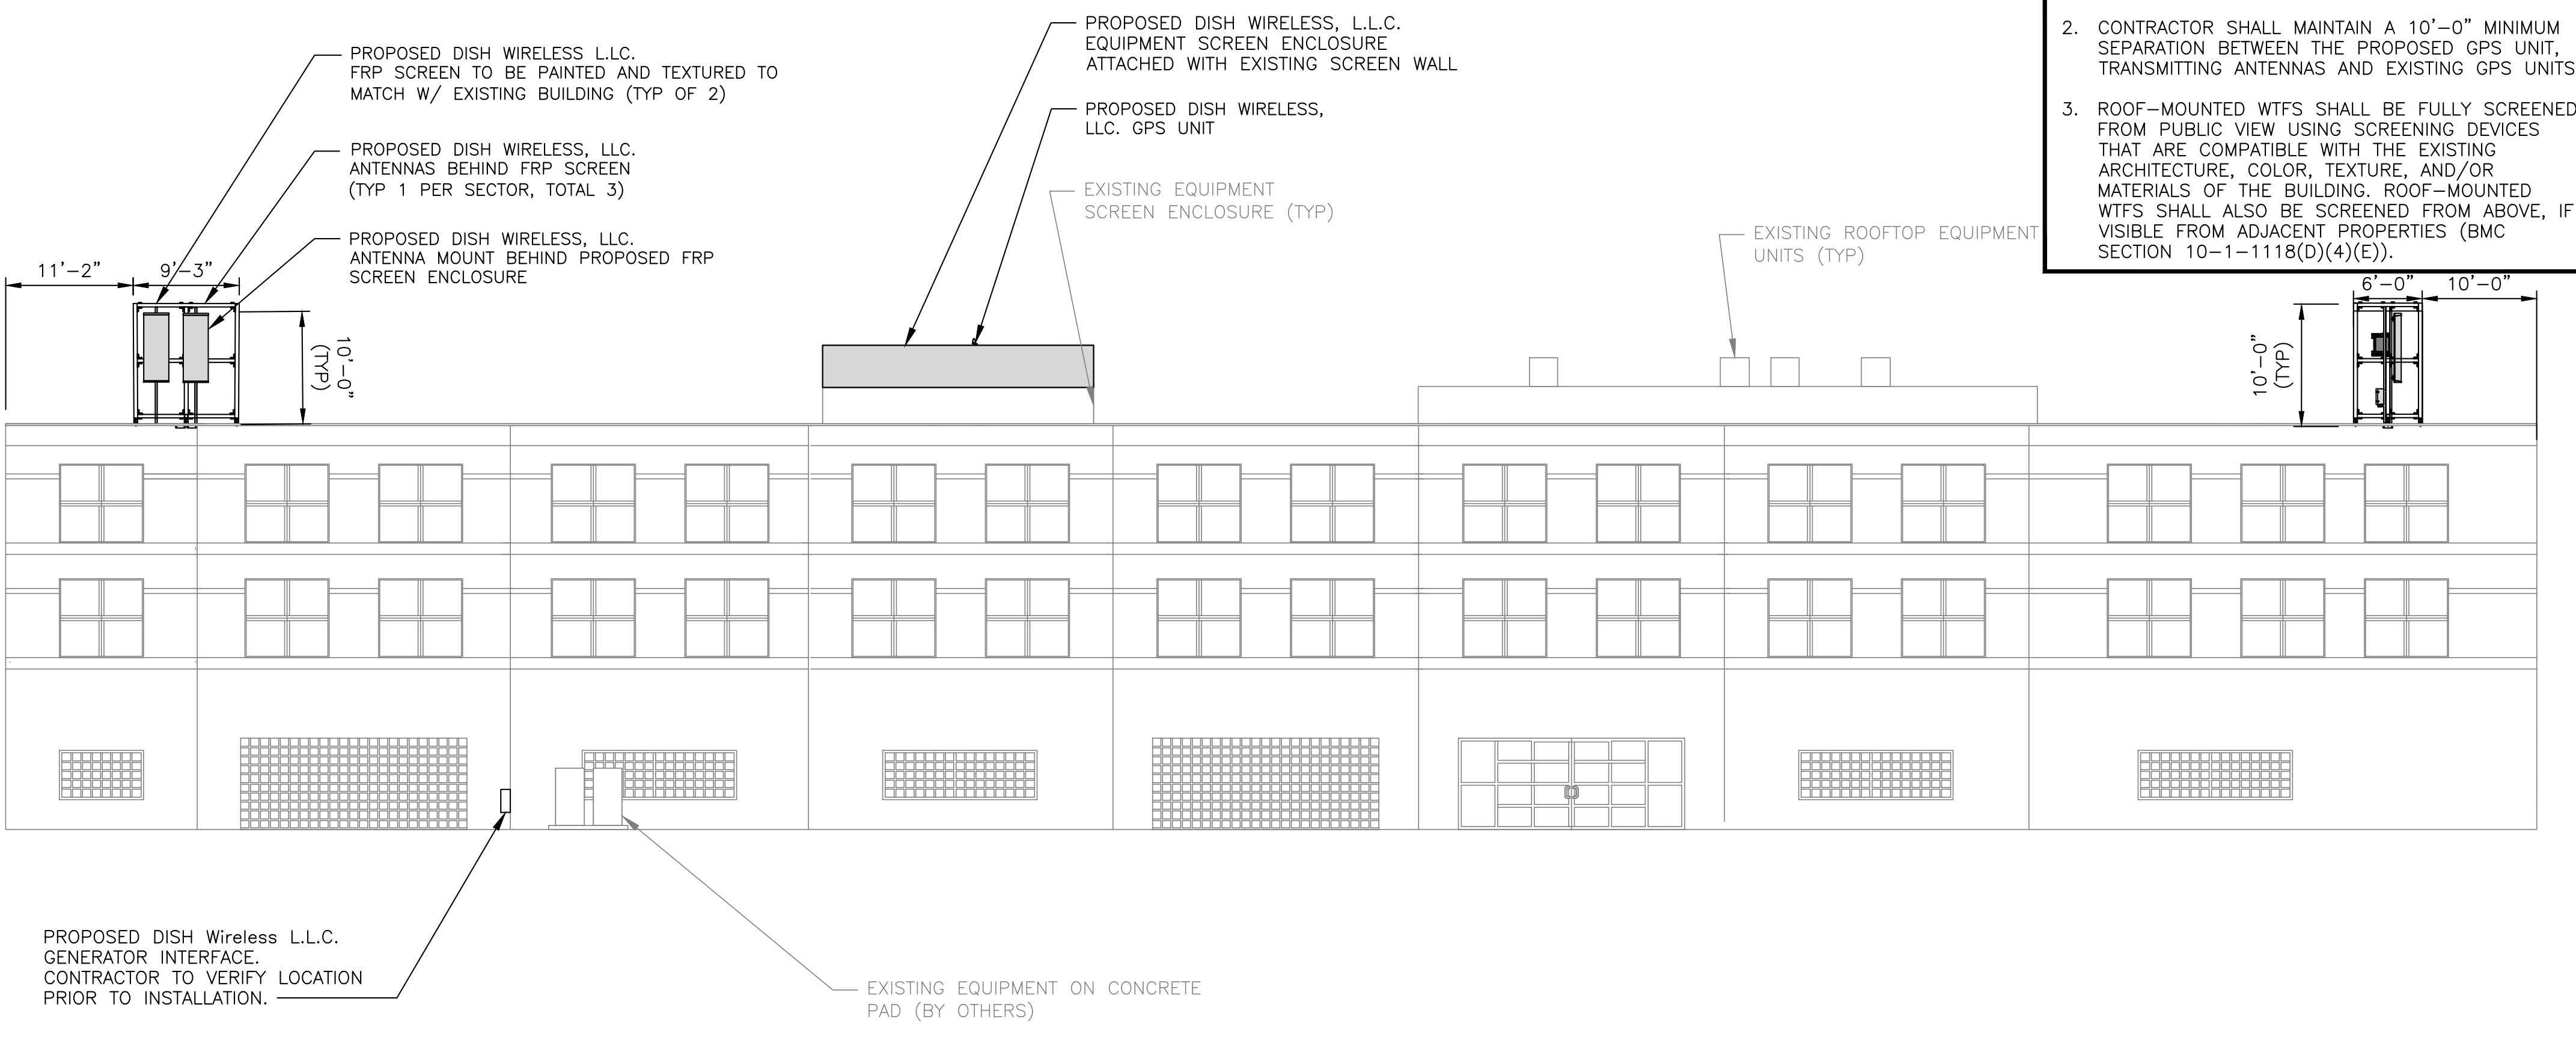 PROPOSED DISH WIRELESS L.LC.
FRP SCREEN TO BE PAINTED AND TEXTURED TO
MATCH W/ EXISTING BUILDING (TYP OF 2)
PROPOSED DISH WIRELESS, LLC.
ANTENNAS BEHIND FRP SCREEN
(TYP 1 PER SECTOR, TOTAL 3)
PROPOSED DISH WIRELESS, LLC.
ANTENNA MOUNT BEHIND PROPOSED FRP
SCREEN ENCLOSURE
PROPOSED DISH WIRELESS, L.L.C.
EQUIPMENT SCREEN ENCLOSURE
ATTACHED WITH EXISTING SCREEN WALL
PROPOSED DISH WIRELESS,
LLC. GPS UNIT
EXISTING EQUIPMENT
SCREEN ENCLOSURE (TYP)
EXISTING ROOFTOP EQUIPMENT
UNITS (TYP)
2. CONTRACTOR SHALL MAINTAIN A 10'-0" MINIMUM
SEPARATION BETWEEN THE PROPOSED GPS UNIT,
TRANSMITTING ANTENNAS AND EXISTING GPS UNITS
3. ROOF-MOUNTED WTFS SHALL BE FULLY SCREENED
FROM PUBLIC VIEW USING SCREENING DEVICES
THAT ARE COMPATIBLE WITH THE EXISTING
ARCHITECTURE, COLOR, TEXTURE, AND/OR
MATERIALS OF THE BUILDING. ROOF-MOUNTED
WTFS SHALL ALSO BE SCREENED FROM ABOVE, IF
VISIBLE FROM ADJACENT PROPERTIES (BMC
SECTION 10-1-1118(D)(4)(E)).
11'-2"
9'-3"
10'-0"
(TYP)
6'-0"
10'-0"
10'-0"
(TYP)
PROPOSED DISH Wireless L.L.C.
GENERATOR INTERFACE.
CONTRACTOR TO VERIFY LOCATION
PRIOR TO INSTALLATION.
EXISTING EQUIPMENT ON CONCRETE
PAD (BY OTHERS)